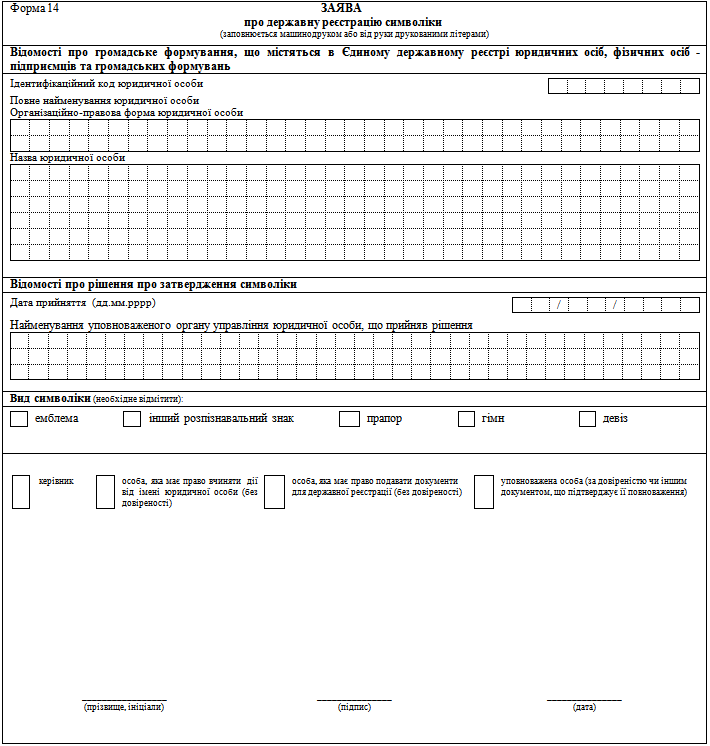 Форма 14
ЗАЯВА
про державну реєстрацію символіки
(заповнюється машинодруком або від руки друкованими літерами)
Відомості про громадське формування, що містяться в Єдиному державному реєстрі юридичних осіб, фізичних осіб -
підприємців та громадських формувань
Ідентифікаційний код юридичної особи
Повне найменування юридичної особи
Організаційно-правова форма юридичної особи
Назва юридичної особи
Відомості про рішення про затвердження символіки
Дата прийняття (дд.мм.рррр)
/ /
Найменування уповноваженого органу управління юридичної особи, що прийняв рішення
Вид символіки (необхідне відмітити):
емблема інший розпізнавальний знак прапор гімн девіз
керівник
особа, яка має право вчиняти дії
від імені юридичної особи (без
довіреності)
особа, яка має право подавати документи
для державної реєстрації (без довіреності)
уповноважена особа (за довіреністю чи іншим
документом, що підтверджує її повноваження)
(прізвище, ініціали) (підпис) (дата)